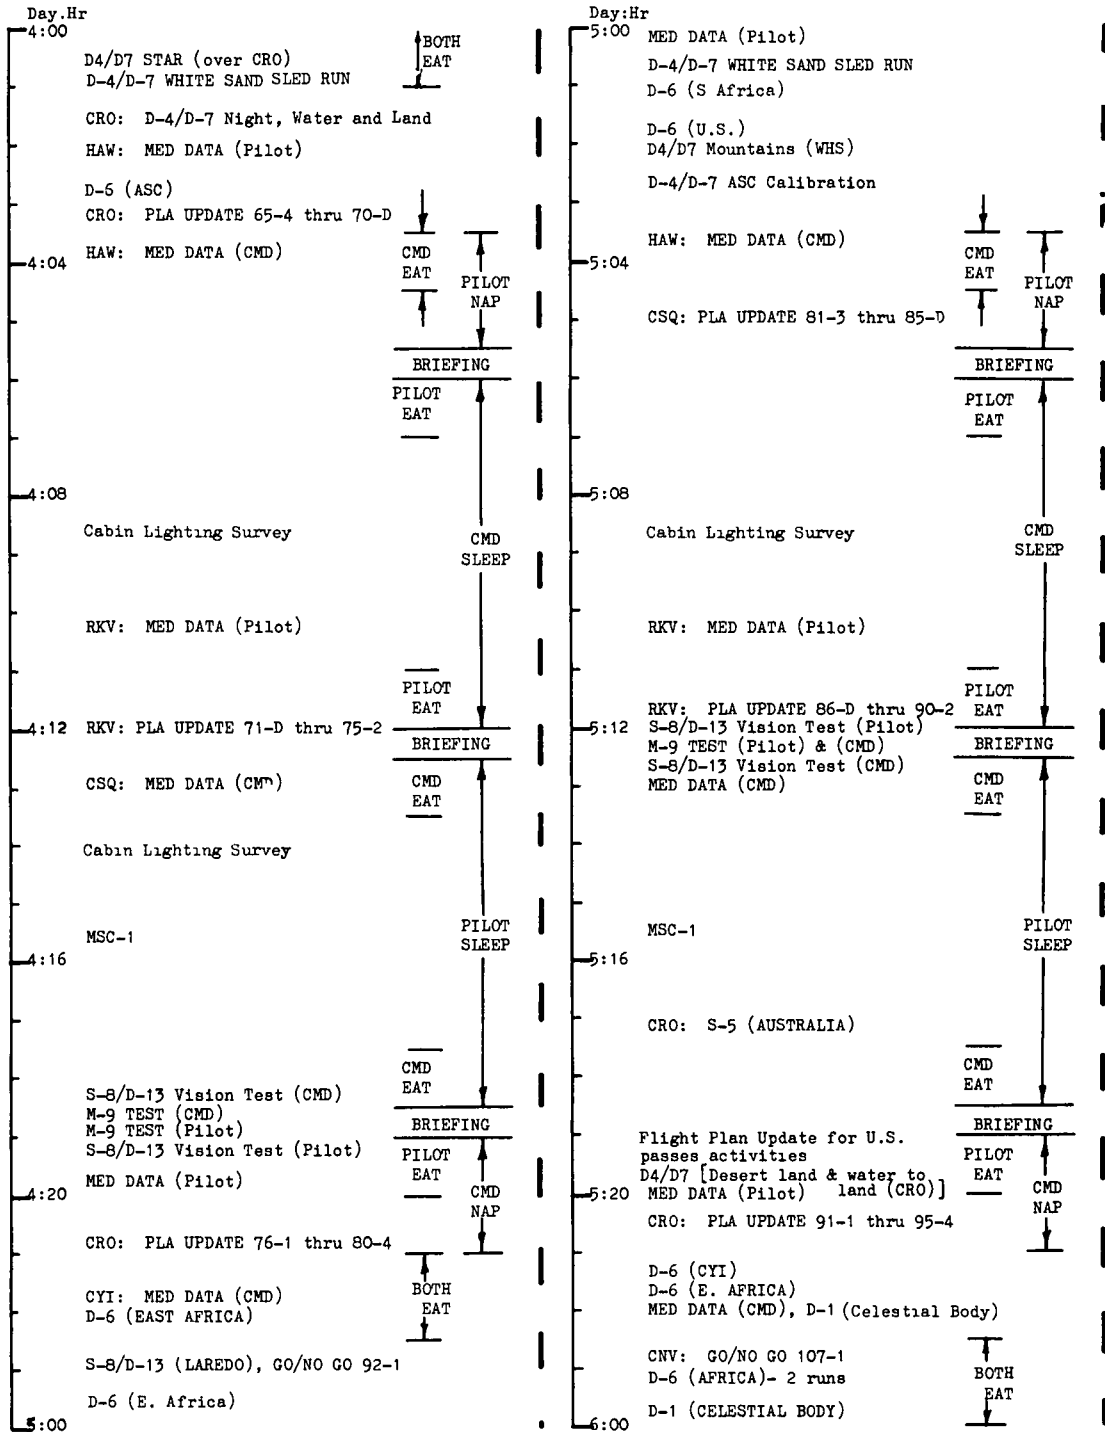 Day.Hr
4:00
BOTH
EAT
D4/D7 STAR (over CRO)
D-4/D-7 WHITE SAND SLED RUN
CRO: D-4/D-7 Night, Water and Land
HAW: MED DATA (Pilot)
D-6 (ASC)
CRO: PLA UPDATE 65-4 thru 70-D
HAW: MED DATA (CMD)
CMD
EAT
4:04
PILOT
NAP
BRIEFING
PILOT
EAT
4:08
Cabin Lighting Survey
CMD
SLEEP
RKV: MED DATA (Pilot)
PILOT
EAT
4:12
RKV: PLA UPDATE 71-D thru 75-2
BRIEFING
CSQ: MED DATA (CMD)
CMD
EAT
Cabin Lighting Survey
MSC-1
PILOT
SLEEP
4:16
CMD
EAT
S-8/D-13 Vision Test (CMD)
M-9 TEST (CMD)
M-9 TEST (Pilot)
BRIEFING
S-8/D-13 Vision Test (Pilot)
PILOT
EAT
MED DATA (Pilot)
4:20
CMD
NAP
CRO: PLA UPDATE 76-1 thru 80-4
CYI: MED DATA (CMD)
D-6 (EAST AFRICA)
BOTH
EAT
S-8/D-13 (LAREDO), GO/NO GO 92-1
D-6 (E. Africa)
5:00
Day:Hr
5:00
MED DATA (Pilot)
D-4/D-7 WHITE SAND SLED RUN
D-6 (S Africa)
D-6 (U.S.)
D4/D7 Mountains (WHS)
D-4/D-7 ASC Calibration
HAW: MED DATA (CMD)
CMD
EAT
5:04
PILOT
NAP
CSQ: PLA UPDATE 81-3 thru 85-D
BRIEFING
PILOT
EAT
5:08
Cabin Lighting Survey
CMD
SLEEP
RKV: MED DATA (Pilot)
PILOT
EAT
RKV: PLA UPDATE 86-D thru 90-2
5:12
S-8/D-13 Vision Test (Pilot)
M-9 TEST (Pilot) & (CMD)
BRIEFING
S-8/D-13 Vision Test (CMD)
MED DATA (CMD)
CMD
EAT
MSC-1
PILOT
SLEEP
5:16
CRO: S-5 (AUSTRALIA)
CMD
EAT
BRIEFING
Flight Plan Update for U.S.
passes activities
PILOT
EAT
D4/D7 [Desert land & water to
land (CRO)]
5:20
MED DATA (Pilot)
CMD
NAP
CRO: PLA UPDATE 91-1 thru 95-4
D-6 (CYI)
D-6 (E. AFRICA)
MED DATA (CMD), D-1 (Celestial Body)
CNV: GO/NO GO 107-1
D-6 (AFRICA)- 2 runs
BOTH
EAT
D-1 (CELESTIAL BODY)
6:00